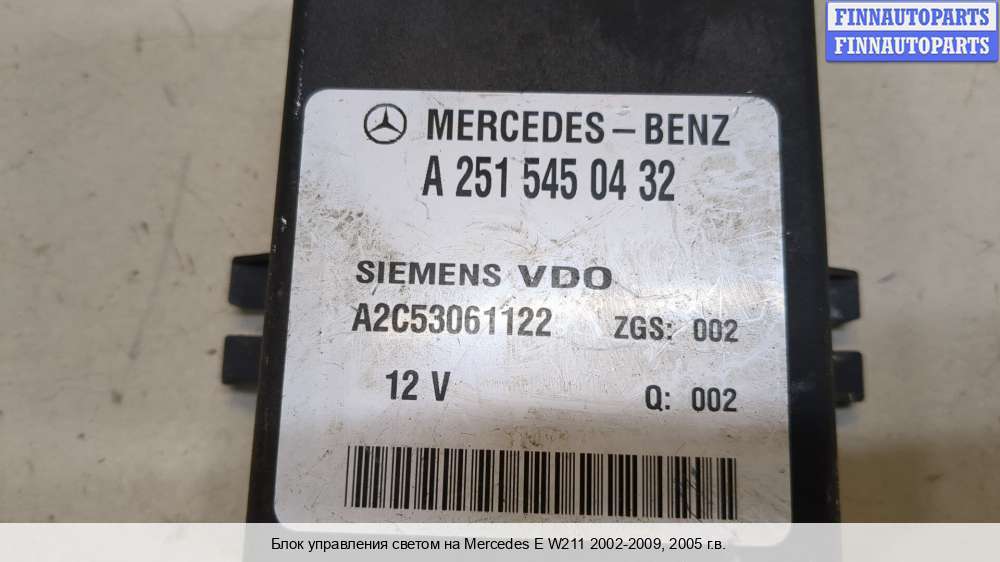 FINNAUTOPARTS
FINNAUTOPARTS
MERCEDES - BENZ
A 251 545 04 32
SIEMENS VDO
A2C53061122 ZGS: 002
12 V Q: 002
Блок управления светом на Mercedes E W211 2002-2009, 2005 г.в.